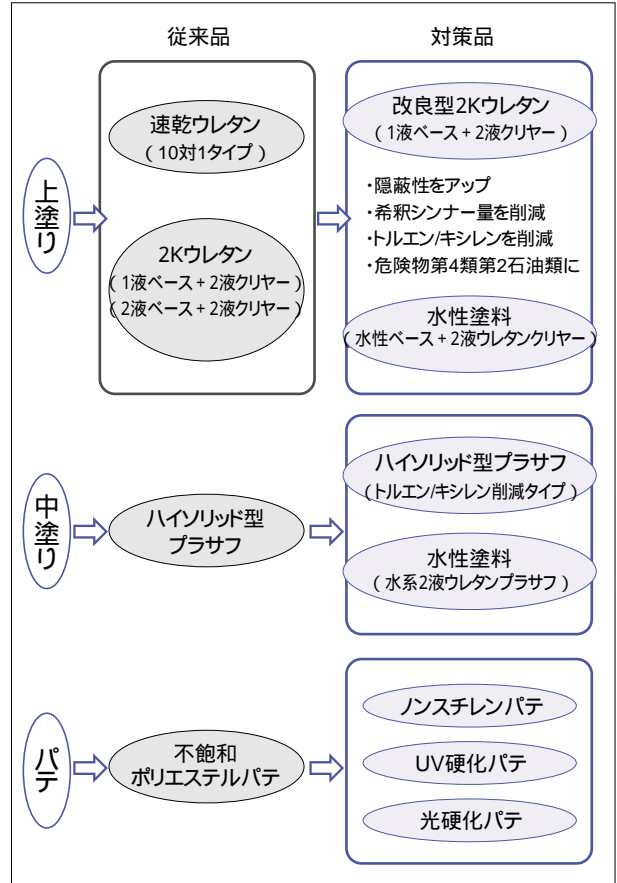 従来品
対策品
上塗り
速乾ウレタン
(10対1タイプ)
2Kウレタン
(1液ベース+2液クリヤー)
(2液ベース+2液クリヤー)
改良型2Kウレタン
(1液ベース+2液クリヤー)
・隠蔽性をアップ
・希釈シンナー量を削減
・トルエン/キシレンを削減
・危険物第4類第2石油類に
水性塗料
(水性ベース+2液ウレタンクリヤー)
中塗り
ハイソリッド型
プラサフ
ハイソリッド型プラサフ
(トルエン/キシレン削減タイプ)
水性塗料
(水系2液ウレタンプラサフ)
パテ
不飽和
ポリエステルパテ
ノンスチレンパテ
UV硬化パテ
光硬化パテ